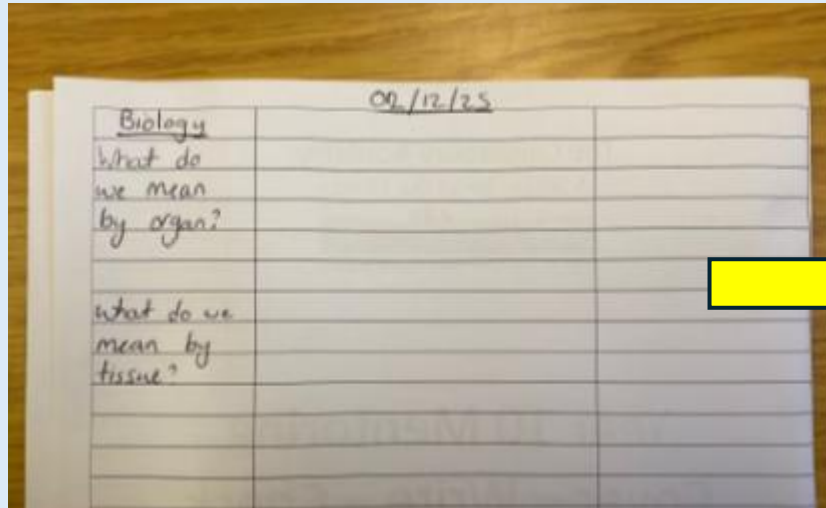 02/12/25
Biology
What do
we mean
by organ?
what do we
mean by
tissue?